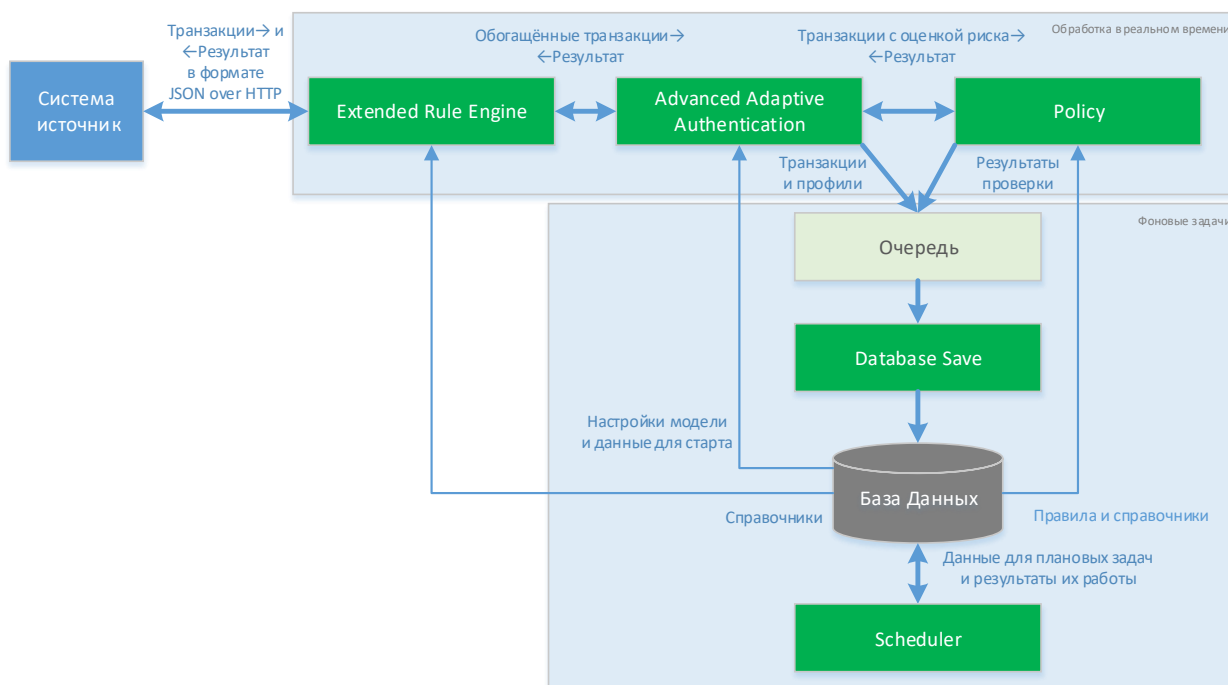 Обработка в реальном времени
Транзакции→ и
←Результат
в формате
JSON over HTTP
Обогащённые транзакции→
←Результат
Транзакции с оценкой риска→
←Результат
Система
источник
Extended Rule Engine
Advanced Adaptive
Authentication
Policy
Транзакции
и профили
Результаты
проверки
Фоновые задачи
Очередь
Database Save
Настройки модели
и данные для старта
База Данных
Справочники
Правила и справочники
Данные для плановых задач
и результаты их работы
Scheduler